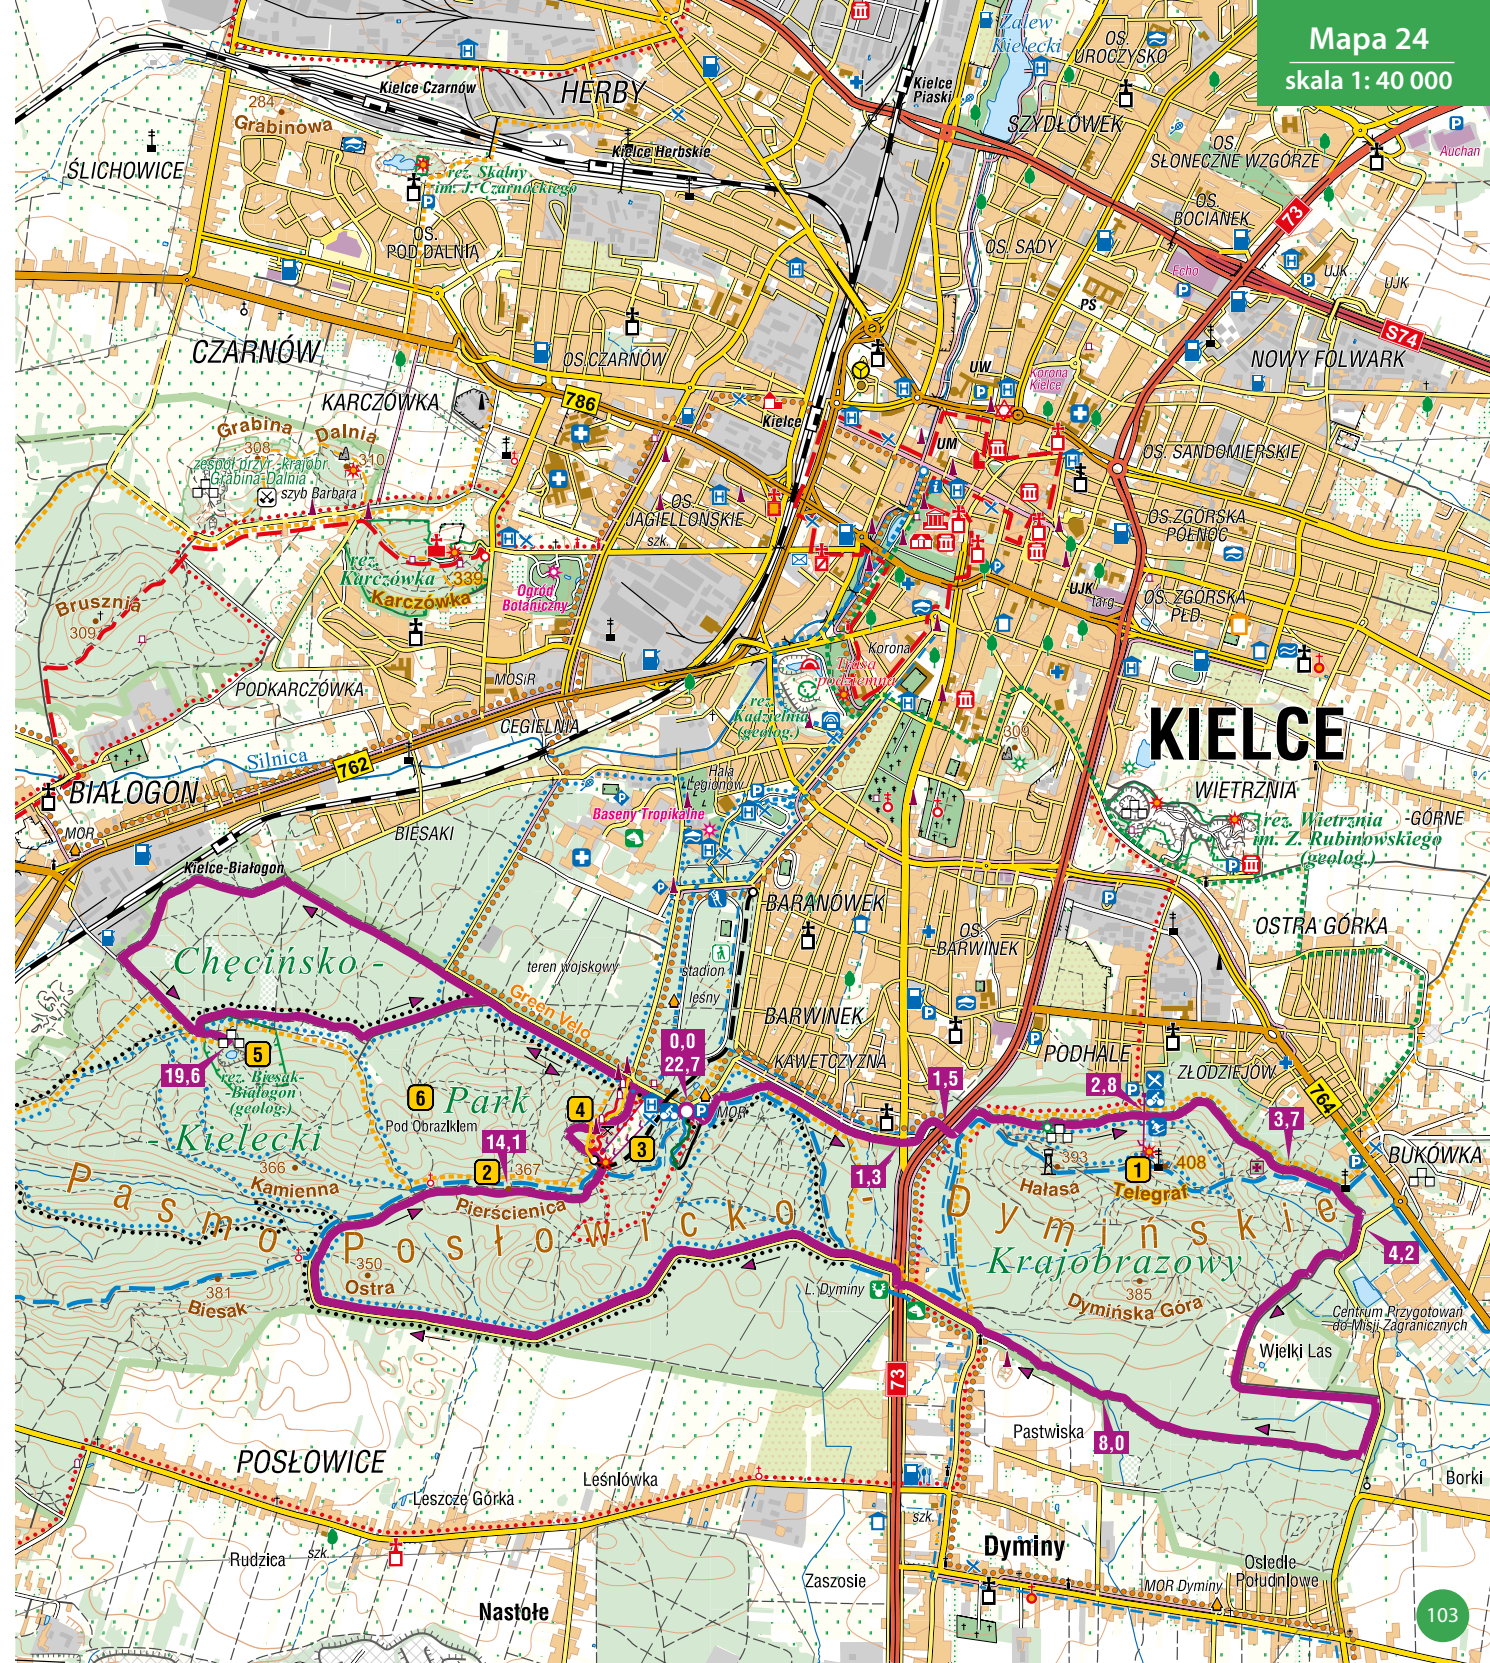 Mapa 24
skala 1: 40 000
Zalew
Kielecki
OS.
UROCZYSKO
Kielce Czarnów
HERBY
Kielce
Piaski
SZYDŁÓWEK
284
Grabinowa
ŚLICHOWICE
Kielce Herbskie
rez. Skalny
im. J. Czarnockiego
OS.
SŁONECZNE WZGÓRZE
Auchan
OS.
BOCIANEK
73
OS.
POD DALNIĄ
OS. SADY
Echo
UJK
UJK
PŚ
S74
CZARNÓW
OS.CZARNÓW
NOWY FOLWARK
UW
Korona
Kielce
KARCZÓWKA
786
Kielce
UM
Grabina
308
Dalnia
310
zespół przyr.-krajobr.
Grabina-Dalnia
szyb Barbara
OS. SANDOMIERSKIE
OS.
JAGIELLOŃSKIE
szk.
OS.ZGÓRSKA
PÓŁNOC
rez.
Karczówka
339
Karczówka
Ogród
Botaniczny
Brusznia
309
UJK
targ.
OS. ZGÓRSKA
PŁD.
Korona
Trasa
podziemna
PODKARCZÓWKA
MOSiR
rez.
Kadzielnia
(geolog.)
CEGIELNIA
309
KIELCE
Silnica
762
BIAŁOGON
Hala
Legionów
WIETRZNIA
-GÓRNE
rez. Wietrznia
im. Z. Rubinowskiego
(geolog.)
MOR
BIESAKI
Baseny Tropikalne
Kielce-Białogon
BARANÓWEK
OS.
BARWINEK
OSTRA GÓRKA
Chęcińsko -
teren wojskowy
stadion
leśny
Green Velo
BARWINEK
0,0
22,7
KAWETCZYZNA
PODHALE
ZŁODZIEJÓW
1,5
2,8
764
19,6
5
rez. Biesak-
Białogon
(geolog.)
6
Park
Pod Obrazikiem
4
MOR
3,7
- Kielecki
14,1
3
BUKÓWKA
366
Kamienna
2
367
Pierścienica
1,3
393
Hałasa
1
408
Telegraf
Pasmo Posłowicko-Dymińskie
4,2
350
Ostra
Krajobrazowy
381
Biesak
L. Dyminy
385
Dymińska Góra
Centrum Przygotowań
do Misji Zagranicznych
Wielki Las
73
Pastwiska
8,0
POSŁOWICE
Leśniówka
Borki
Leszcze Górka
szk.
Rudzica
szk.
Dyminy
Osiedle
Południowe
Zaszosie
MOR Dyminy
Nastole
103